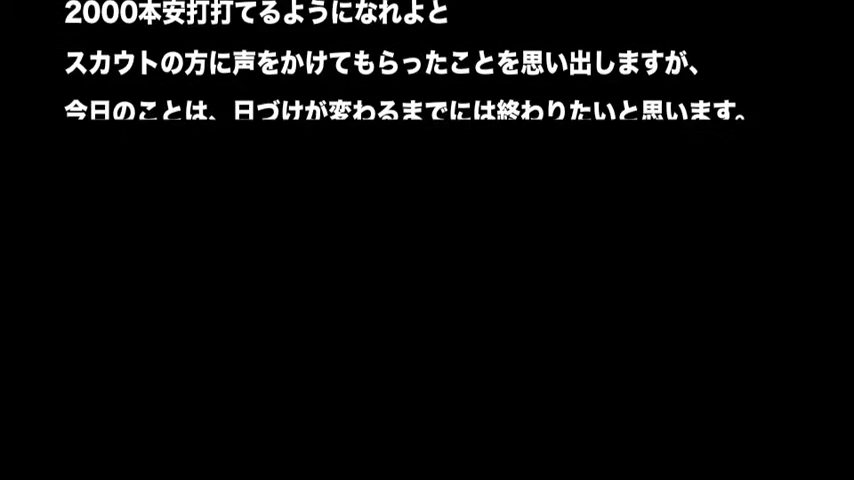 2000本安打打てるようになれよと
スカウトの方に声をかけてもらったことを思い出しますが、
今日のことは、日づけが変わるまでには終わりたいと思います。